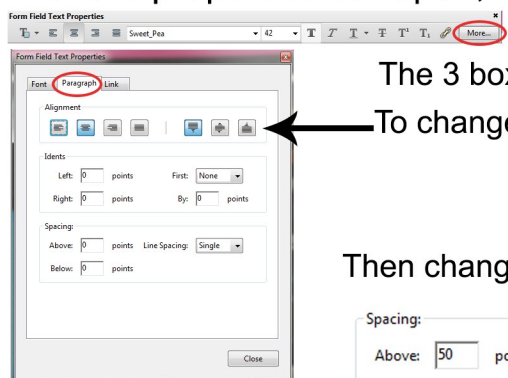 Form Field Text Properties
Sweet_Pea 42 T T T T T¹ T₁ More...
Form Field Text Properties
Font Paragraph Link
Alignment
Idents
Left: 0 points First: None
Right: 0 points By: 0 points
Spacing:
Above: 0 points Line Spacing: Single
Below: 0 points
Close
The 3 box
To change
Then chang
Spacing:
Above: 50 po